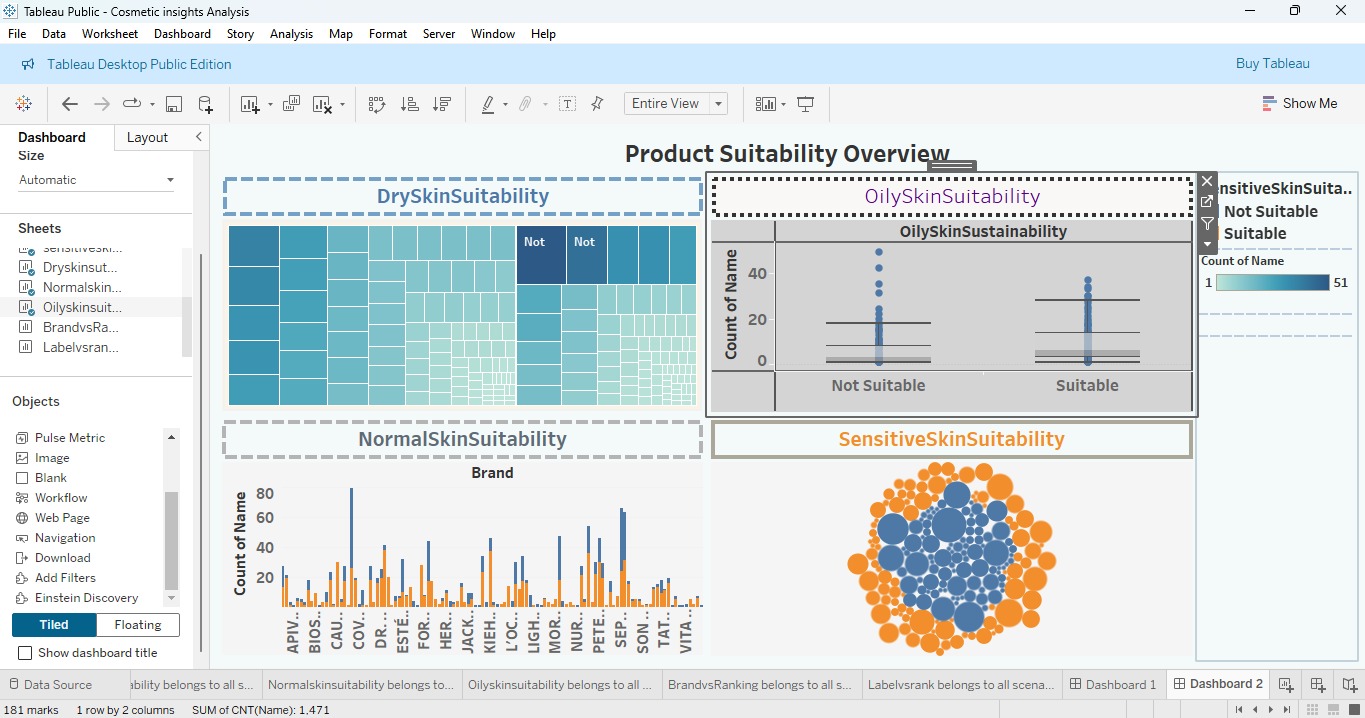 Tableau Public - Cosmetic insights Analysis
File Data Worksheet Dashboard Story Analysis Map Format Server Window Help
Tableau Desktop Public Edition
Buy Tableau
Entire View
Show Me
Dashboard
Layout
Size
Automatic
Sheets
Dryskinsut...
Normalskin...
Oilyskinsuit...
BrandvsRa...
Labelvsran...
Objects
Pulse Metric
Image
Blank
Workflow
Web Page
Navigation
Download
Add Filters
Einstein Discovery
Tiled
Floating
Show dashboard title
Product Suitability Overview
DrySkinSuitability
Not
Not
OilySkinSuitability
OilySkinSustainability
Count of Name
40
20
0
Not Suitable
Suitable
NormalSkinSuitability
Brand
Count of Name
80
60
40
20
APIV..
BIOS..
CAU..
COV..
DR...
ESTÉ..
FOR..
HER..
JACK..
KIEH..
L'OC..
LIGH..
MOR..
NUR..
PETE..
SEP..
SON ..
TAT..
VITA ..
SensitiveSkinSuitability
nsitiveSkinSuita..
Not Suitable
Suitable
Count of Name
1
51
Data Source
ability belongs to all s...
Normalskinsuitability belongs to...
Oilyskinsuitability belongs to all ...
BrandvsRanking belongs to all s...
Labelvsrank belongs to all scena...
Dashboard 1
Dashboard 2
181 marks
1 row by 2 columns
SUM of CNT(Name): 1,471